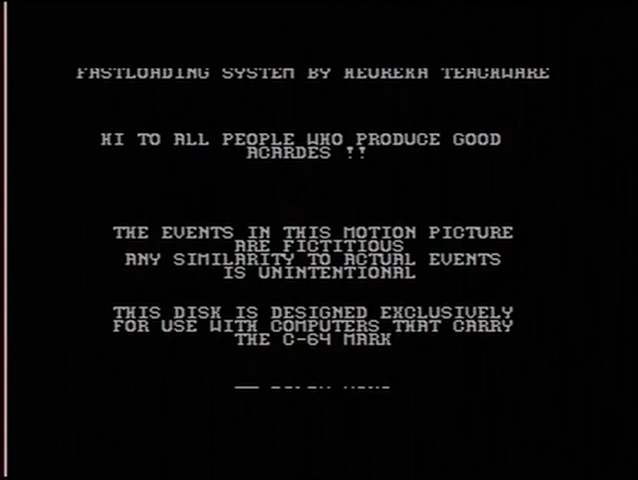 FASTLOADING SYSTEM BY HEUREKA TEACHWARE
HI TO ALL PEOPLE WHO PRODUCE GOOD
ACARDES !!
THE EVENTS IN THIS MOTION PICTURE
ARE FICTITIOUS
ANY SIMILARITY TO ACTUAL EVENTS
IS UNINTENTIONAL
THIS DISK IS DESIGNED EXCLUSIVELY
FOR USE WITH COMPUTERS THAT CARRY
THE C-64 MARK